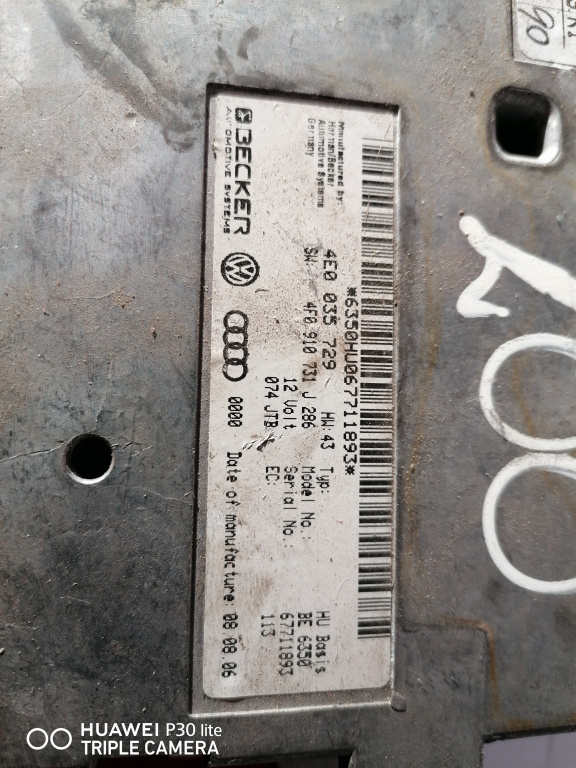 Manufactured by:
Harman/Becker
Automotive Systems
Germany
*6350HU067711893*
4E0 035 729 HW:43 Typ: HU Basis
SW: 4F0 910 731 J 286 Model No.: BE 6350
12 Volt Serial No.: 67711893
074 JTB EC: 113
BECKER
AUTOMOTIVE SYSTEMS
0000 Date of manufacture: 08.08.06
90
HUAWEI P30 lite
TRIPLE CAMERA